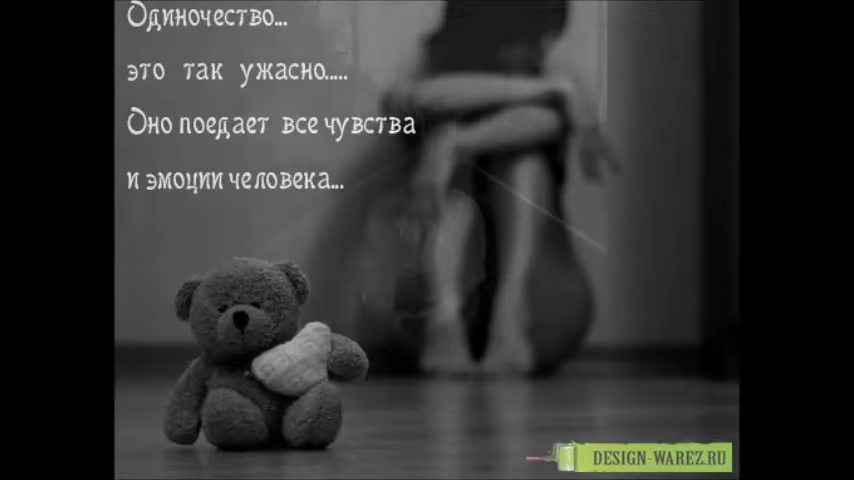 Одиночество...
это так ужасно.....
Оно поедает все чувства
и эмоции человека...
DESIGN-WAREZ.RU